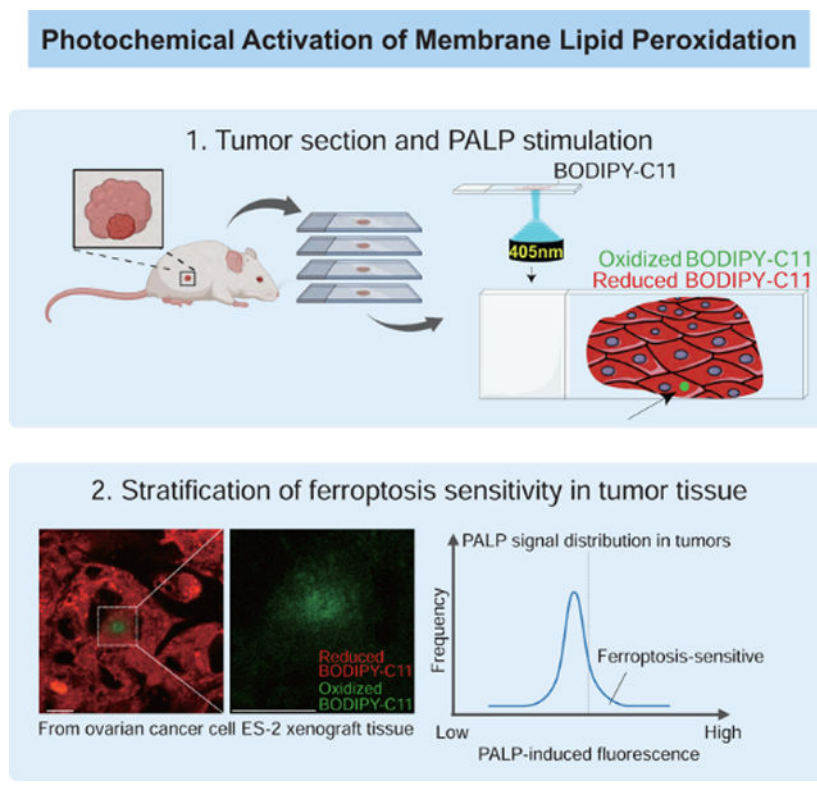 Photochemical Activation of Membrane Lipid Peroxidation
1. Tumor section and PALP stimulation
BODIPY-C11
405nm
Oxidized BODIPY-C11
Reduced BODIPY-C11
2. Stratification of ferroptosis sensitivity in tumor tissue
Reduced
BODIPY-C11
Oxidized
BODIPY-C11
From ovarian cancer cell ES-2 xenograft tissue
PALP signal distribution in tumors
Frequency
Ferroptosis-sensitive
Low
High
PALP-induced fluorescence